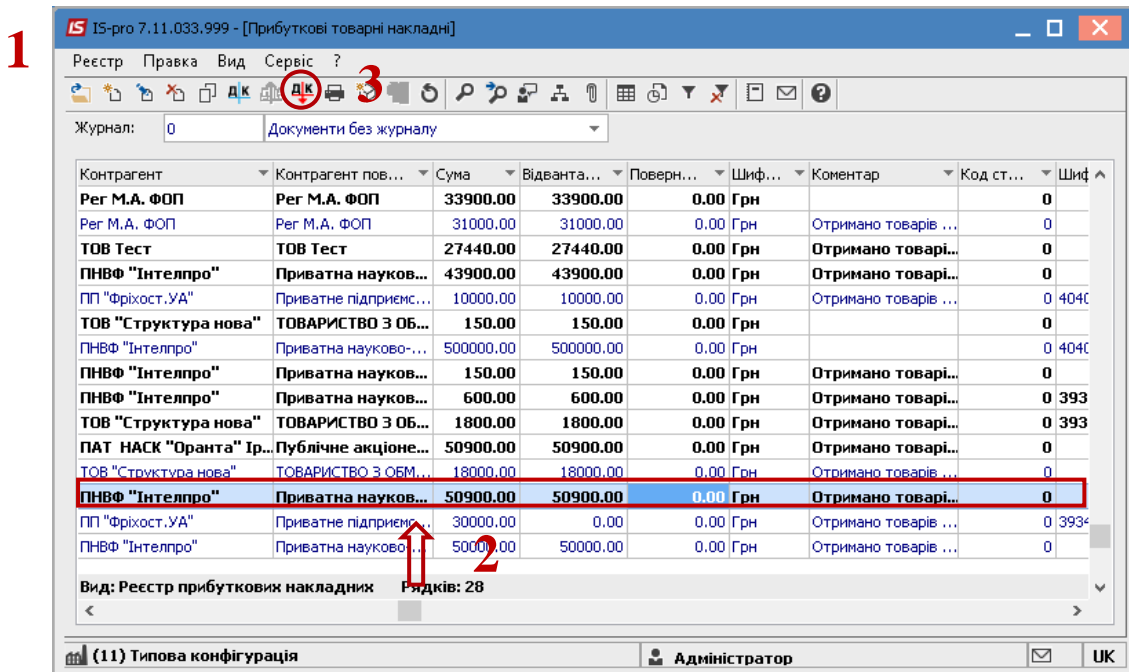 IS-pro 7.11.033.999 - [Прибуткові товарні накладні]
1
Реєстр Правка Вид Сервіс ?
3
Журнал: 0 Документи без журналу
Контрагент Контрагент пов... Сума Відванта... Поверн... Шиф... Коментар Код ст... Шиф
Рег М.А. ФОП Рег М.А. ФОП 33900.00 33900.00 0.00 Грн 0
Рег М.А. ФОП Рег М.А. ФОП 31000.00 31000.00 0.00 Грн Отримано товарів ... 0
ТОВ Тест ТОВ Тест 27440.00 27440.00 0.00 Грн Отримано товарі... 0
ПНВФ "Інтелпро" Приватна науков... 43900.00 43900.00 0.00 Грн Отримано товарі... 0
ПП "Фріхост.УА" Приватне підприємс... 10000.00 10000.00 0.00 Грн Отримано товарів ... 0 4040
ТОВ "Структура нова" ТОВАРИСТВО З ОБ... 150.00 150.00 0.00 Грн 0
ПНВФ "Інтелпро" Приватна науково-... 500000.00 500000.00 0.00 Грн 0 4040
ПНВФ "Інтелпро" Приватна науков... 150.00 150.00 0.00 Грн Отримано товарі... 0
ПНВФ "Інтелпро" Приватна науков... 600.00 600.00 0.00 Грн Отримано товарі... 0 393
ТОВ "Структура нова" ТОВАРИСТВО З ОБ... 1800.00 1800.00 0.00 Грн Отримано товарі... 0 393
ПАТ НАСК "Оранта" Ір... Публічне акціоне... 50900.00 50900.00 0.00 Грн Отримано товарі... 0
ТОВ "Структура нова" ТОВАРИСТВО З ОБМ... 18000.00 18000.00 0.00 Грн Отримано товарів ... 0
ПНВФ "Інтелпро" Приватна науков... 50900.00 50900.00 0.00 Грн Отримано товарі... 0
ПП "Фріхост.УА" Приватне підприємс... 30000.00 0.00 0.00 Грн Отримано товарів ... 0 3934
ПНВФ "Інтелпро" Приватна науково-... 50000.00 50000.00 0.00 Грн Отримано товарів ... 0
2
Вид: Реєстр прибуткових накладних Рядків: 28
(11) Типова конфігурація Адміністратор UK